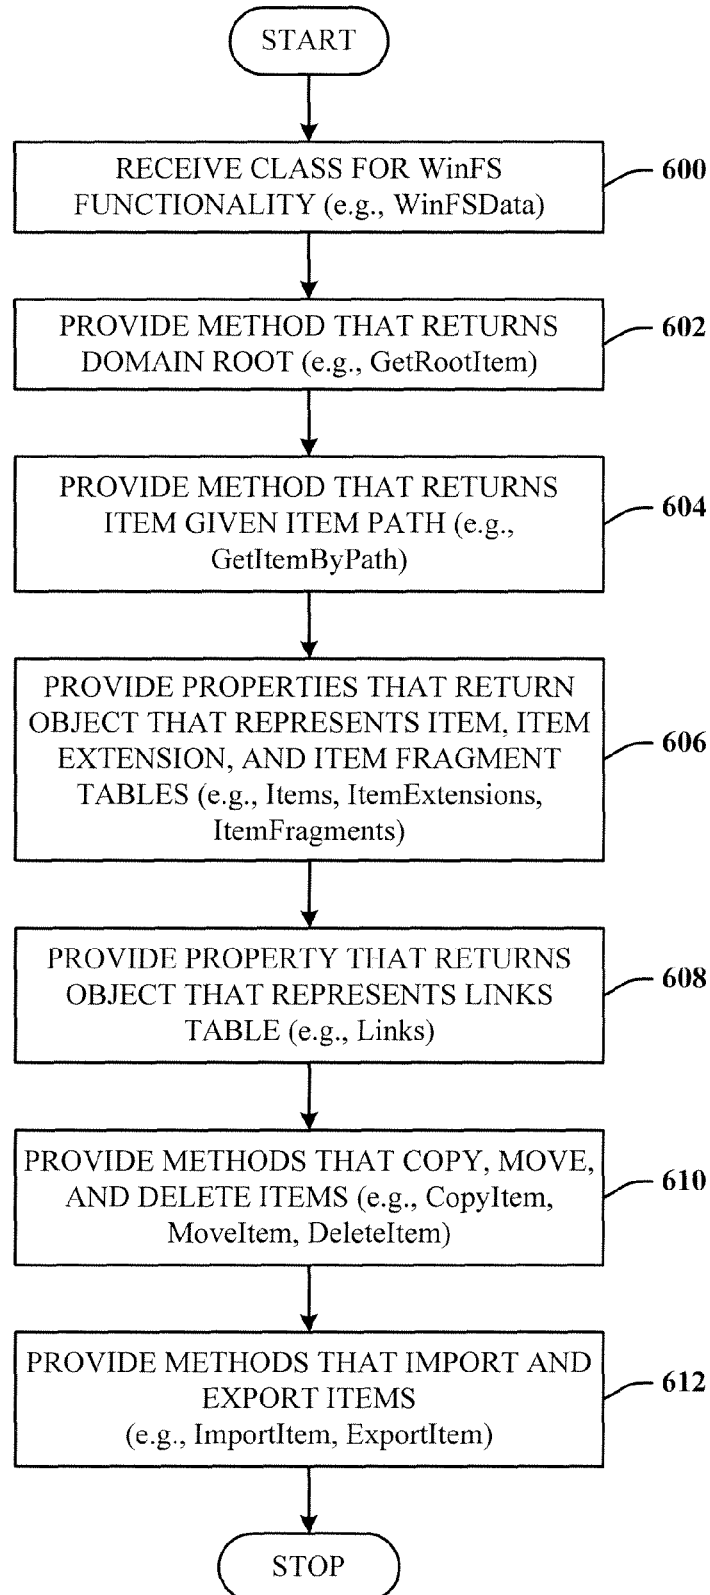 START
RECEIVE CLASS FOR WinFS
FUNCTIONALITY (e.g., WinFSData)
600
PROVIDE METHOD THAT RETURNS
DOMAIN ROOT (e.g., GetRootItem)
602
PROVIDE METHOD THAT RETURNS
ITEM GIVEN ITEM PATH (e.g.,
GetItemByPath)
604
PROVIDE PROPERTIES THAT RETURN
OBJECT THAT REPRESENTS ITEM, ITEM
EXTENSION, AND ITEM FRAGMENT
TABLES (e.g., Items, ItemExtensions,
ItemFragments)
606
PROVIDE PROPERTY THAT RETURNS
OBJECT THAT REPRESENTS LINKS
TABLE (e.g., Links)
608
PROVIDE METHODS THAT COPY, MOVE,
AND DELETE ITEMS (e.g., CopyItem,
MoveItem, DeleteItem)
610
PROVIDE METHODS THAT IMPORT AND
EXPORT ITEMS
(e.g., ImportItem, ExportItem)
612
STOP